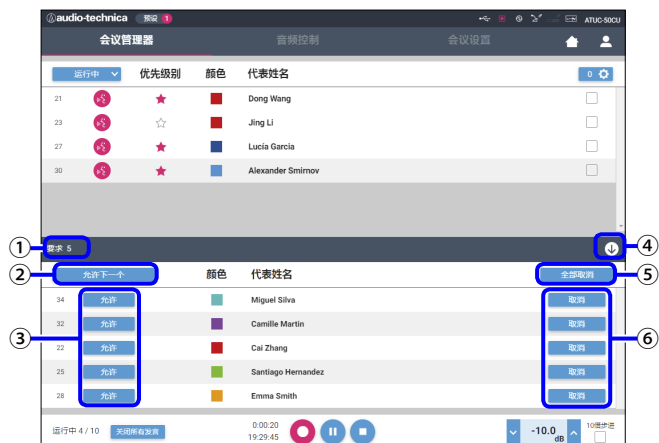 audio-technica 预设 1 ATUC-50CU
会议管理器 音频控制 会议设置
运行中 优先级别 颜色 代表姓名 0
21 Dong Wang
23 Jing Li
27 Lucía Garcia
30 Alexander Smirnov
① 要求 5 ④
② 允许下一个 颜色 代表姓名 全部取消 ⑤
34 允许 Miguel Silva 取消
32 允许 Camille Martin 取消
③ 22 允许 Cai Zhang 取消 ⑥
25 允许 Santiago Hernandez 取消
28 允许 Emma Smith 取消
运行中 4 / 10 关闭所有发言 0:00:20 -10.0 10倍步进
19:29:45 dB